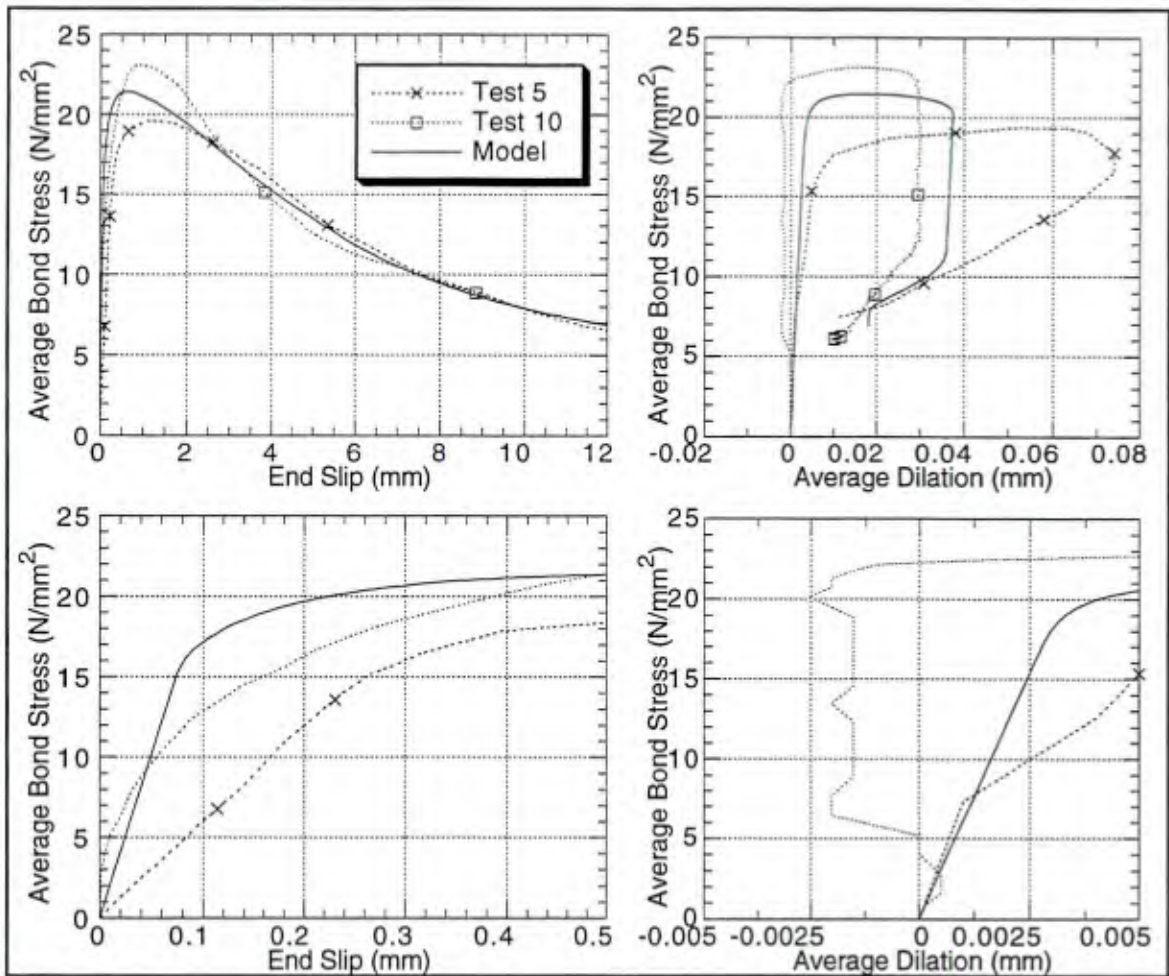 Average Bond Stress (N/mm²)
25
20
15
10
5
0
0 2 4 6 8 10 12
End Slip (mm)
Test 5
Test 10
Model
Average Bond Stress (N/mm²)
25
20
15
10
5
0
-0.02 0 0.02 0.04 0.06 0.08
Average Dilation (mm)
Average Bond Stress (N/mm²)
25
20
15
10
5
0
0 0.1 0.2 0.3 0.4 0.5
End Slip (mm)
Average Bond Stress (N/mm²)
25
20
15
10
5
0
-0.005 -0.0025 0 0.0025 0.005
Average Dilation (mm)